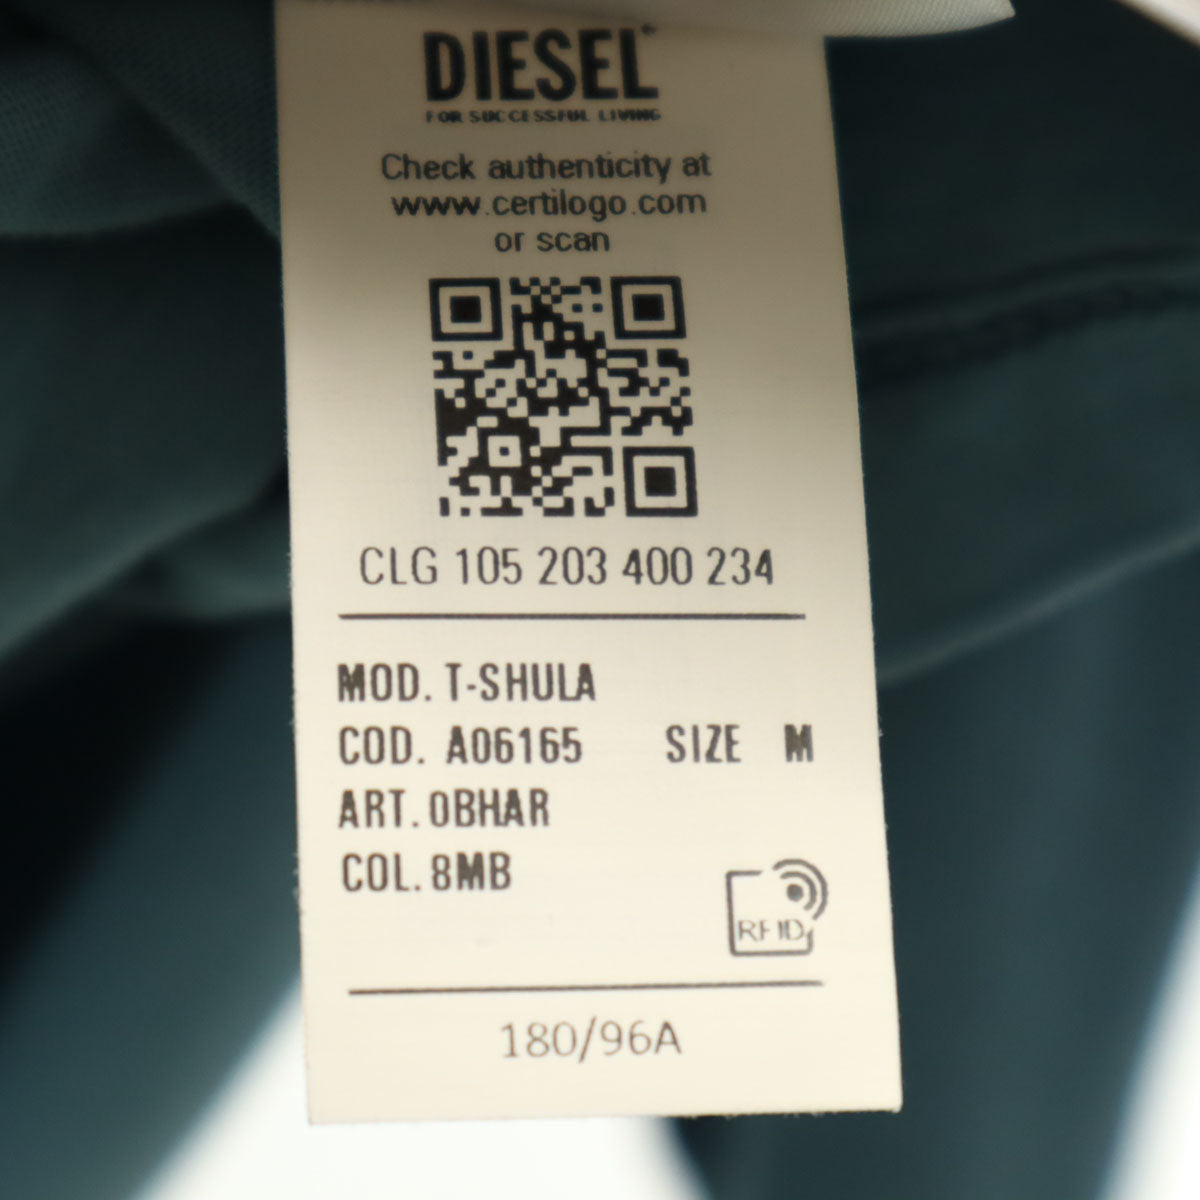 DIESEL
FOR SUCCESSFUL LIVING
Check authenticity at
www.certilogo.com
or scan
CLG 105 203 400 234
MOD. T-SHULA
COD. A06165 SIZE M
ART. 0BHAR
COL. 8MB
RFID
180/96A